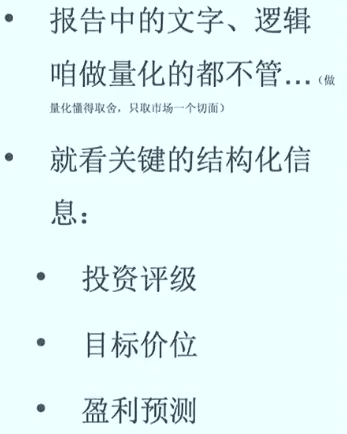 • 报告中的文字、逻辑
咱做量化的都不管…（做
量化懂得取舍，只取市场一个切面）
• 就看关键的结构化信
息：
• 投资评级
• 目标价位
• 盈利预测